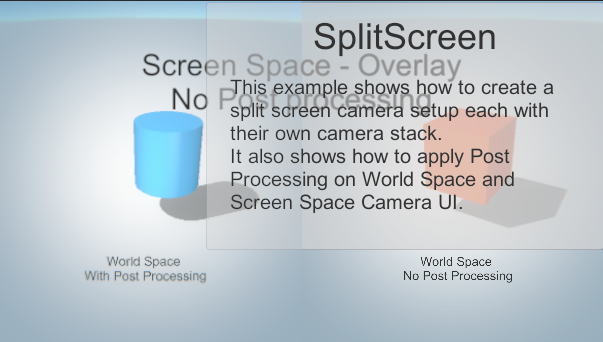 SplitScreen
Screen Space - Overlay
No Post processing
This example shows how to create a
split screen camera setup each with
their own camera stack.
It also shows how to apply Post
Processing on World Space and
Screen Space Camera UI.
World Space
With Post Processing
World Space
No Post Processing